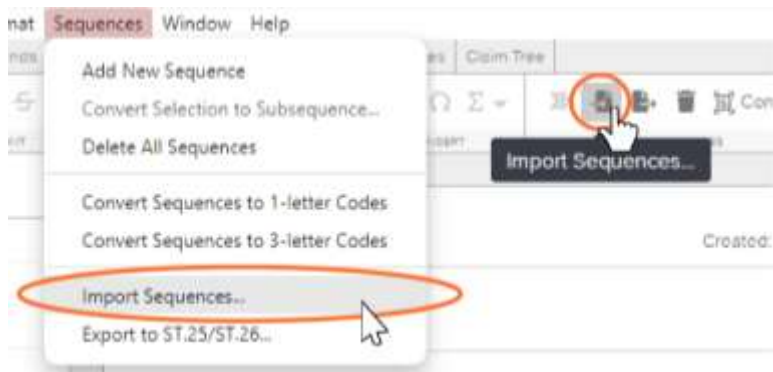 mat Sequences Window Help
Add New Sequence
Convert Selection to Subsequence...
Delete All Sequences
Convert Sequences to 1-letter Codes
Convert Sequences to 3-letter Codes
Import Sequences...
Export to ST.25/ST.26...
Claim Tree
Con
Import Sequences...
Created: